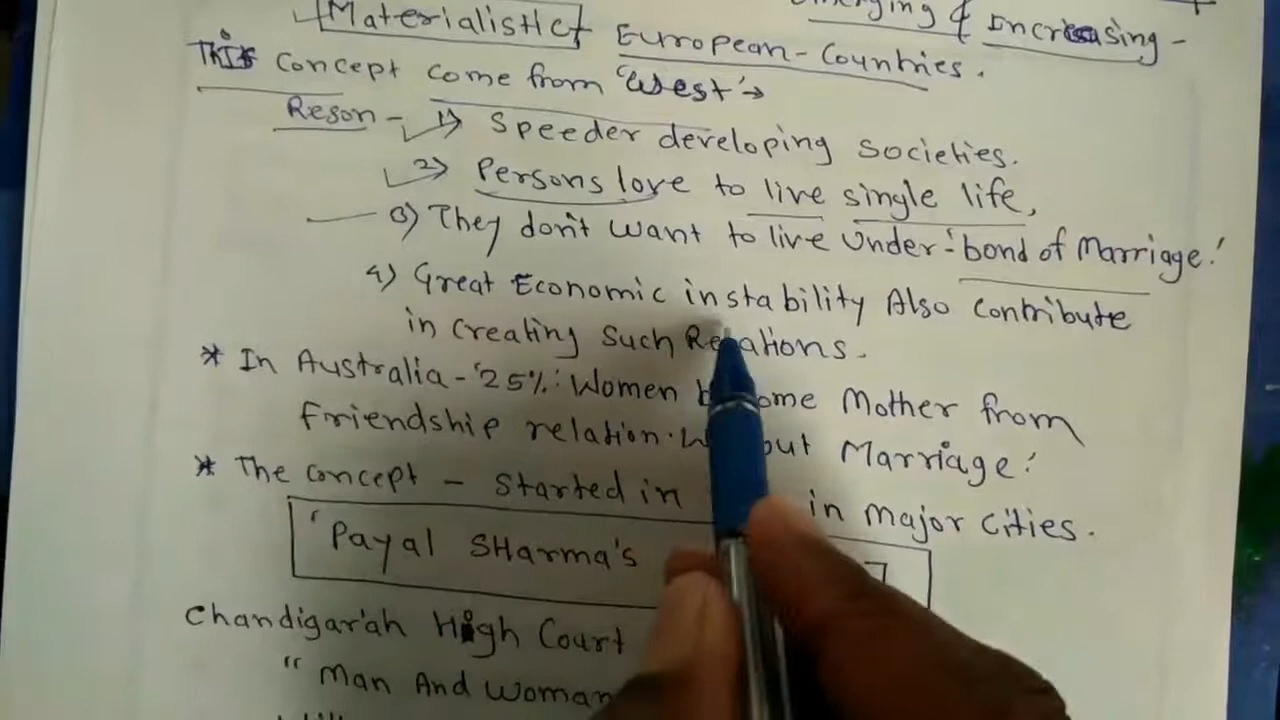 Emerging & Increasing -
Materialistic European - Countries.
This Concept come from 'West' →
Reson - 1) Speeder developing societies.
2) Persons love to live single life,
3) They don't want to live Under - 'bond of Marriage!
4) Great Economic instability Also Contribute
in Creating Such Relations.
* In Australia - '25%' Women become Mother from
friendship relation. Without Marriage!
* The Concept - Started in in major Cities.
'Payal SHarma's 7
Chandigar'ah High Court
" Man And Woman